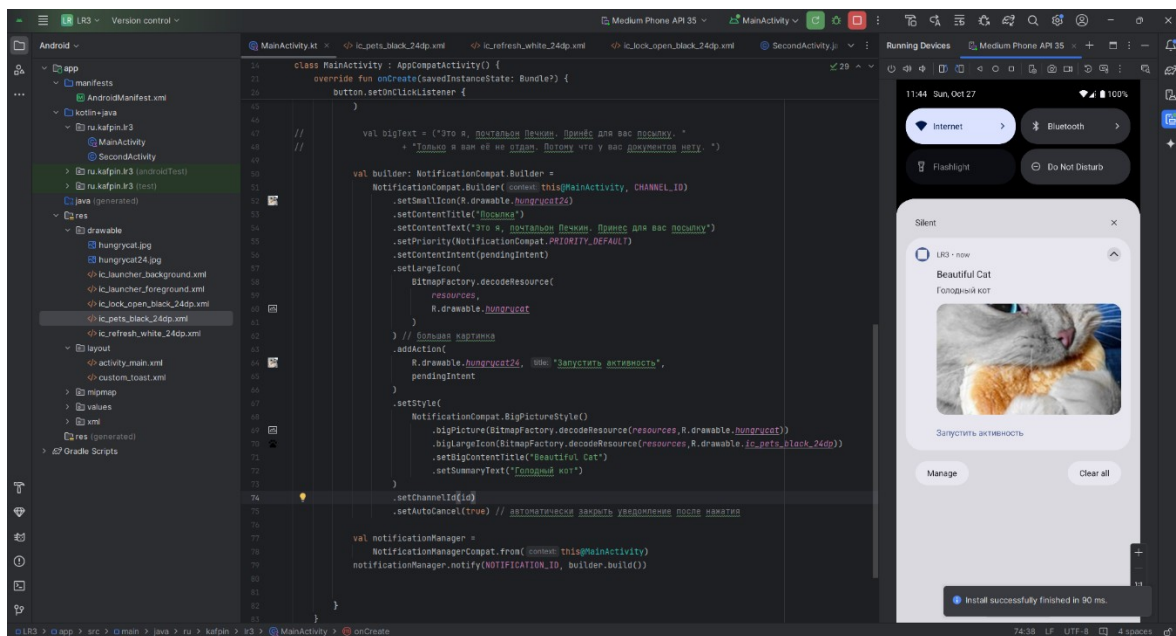 LR LR3 Version control
Medium Phone API 35
MainActivity
Android
MainActivity.kt
ic_pets_black_24dp.xml
ic_refresh_white_24dp.xml
ic_lock_open_black_24dp.xml
Running Devices
Medium Phone API 35
app
manifests
AndroidManifest.xml
kotlin+java
ru.kafpin.lr3
MainActivity
SecondActivity
ru.kafpin.lr3 (androidTest)
ru.kafpin.lr3 (test)
java (generated)
res
drawable
hungrycat.jpg
hungrycat24.jpg
ic_launcher_background.xml
ic_launcher_foreground.xml
ic_lock_open_black_24dp.xml
ic_pets_black_24dp.xml
ic_refresh_white_24dp.xml
layout
activity_main.xml
custom_toast.xml
mipmap
values
xml
res (generated)
Gradle Scripts
29
class MainActivity : AppCompatActivity() {
override fun onCreate(savedInstanceState: Bundle?) {
button.setOnClickListener {
}
// val bigText = ("Это я, почтальон Печкин. Принёс для вас посылку. "
// + "Только я вам её не отдам. Потому что у вас документов нету. ")
val builder: NotificationCompat.Builder =
NotificationCompat.Builder( context: this@MainActivity, CHANNEL_ID)
.setSmallIcon(R.drawable.hungrycat24)
.setContentTitle("Посылка")
.setContentText("Это я, почтальон Печкин. Принес для вас посылку")
.setPriority(NotificationCompat.PRIORITY_DEFAULT)
.setContentIntent(pendingIntent)
.setLargeIcon(
BitmapFactory.decodeResource(
resources,
R.drawable.hungrycat
)
) // большая картинка
.addAction(
R.drawable.hungrycat24, title: "Запустить активность",
pendingIntent
)
.setStyle(
NotificationCompat.BigPictureStyle()
.bigPicture(BitmapFactory.decodeResource(resources,R.drawable.hungrycat))
.bigLargeIcon(BitmapFactory.decodeResource(resources,R.drawable.ic_pets_black_24dp))
.setBigContentTitle("Beautiful Cat")
.setSummaryText("Голодный кот")
)
74 .setChannelId(id)
.setAutoCancel(true) // автоматически закрыть уведомление после нажатия
val notificationManager =
NotificationManagerCompat.from( context: this@MainActivity)
notificationManager.notify(NOTIFICATION_ID, builder.build())
}
}
11:44 Sun, Oct 27
100%
Internet
Bluetooth
Flashlight
Do Not Disturb
Silent
LR3 • now
Beautiful Cat
Голодный кот
Запустить активность
Manage
Clear all
1:1
Install successfully finished in 90 ms.
LR3 > app > src > main > java > ru > kafpin > lr3 > MainActivity > onCreate
74:38 LF UTF-8 4 spaces